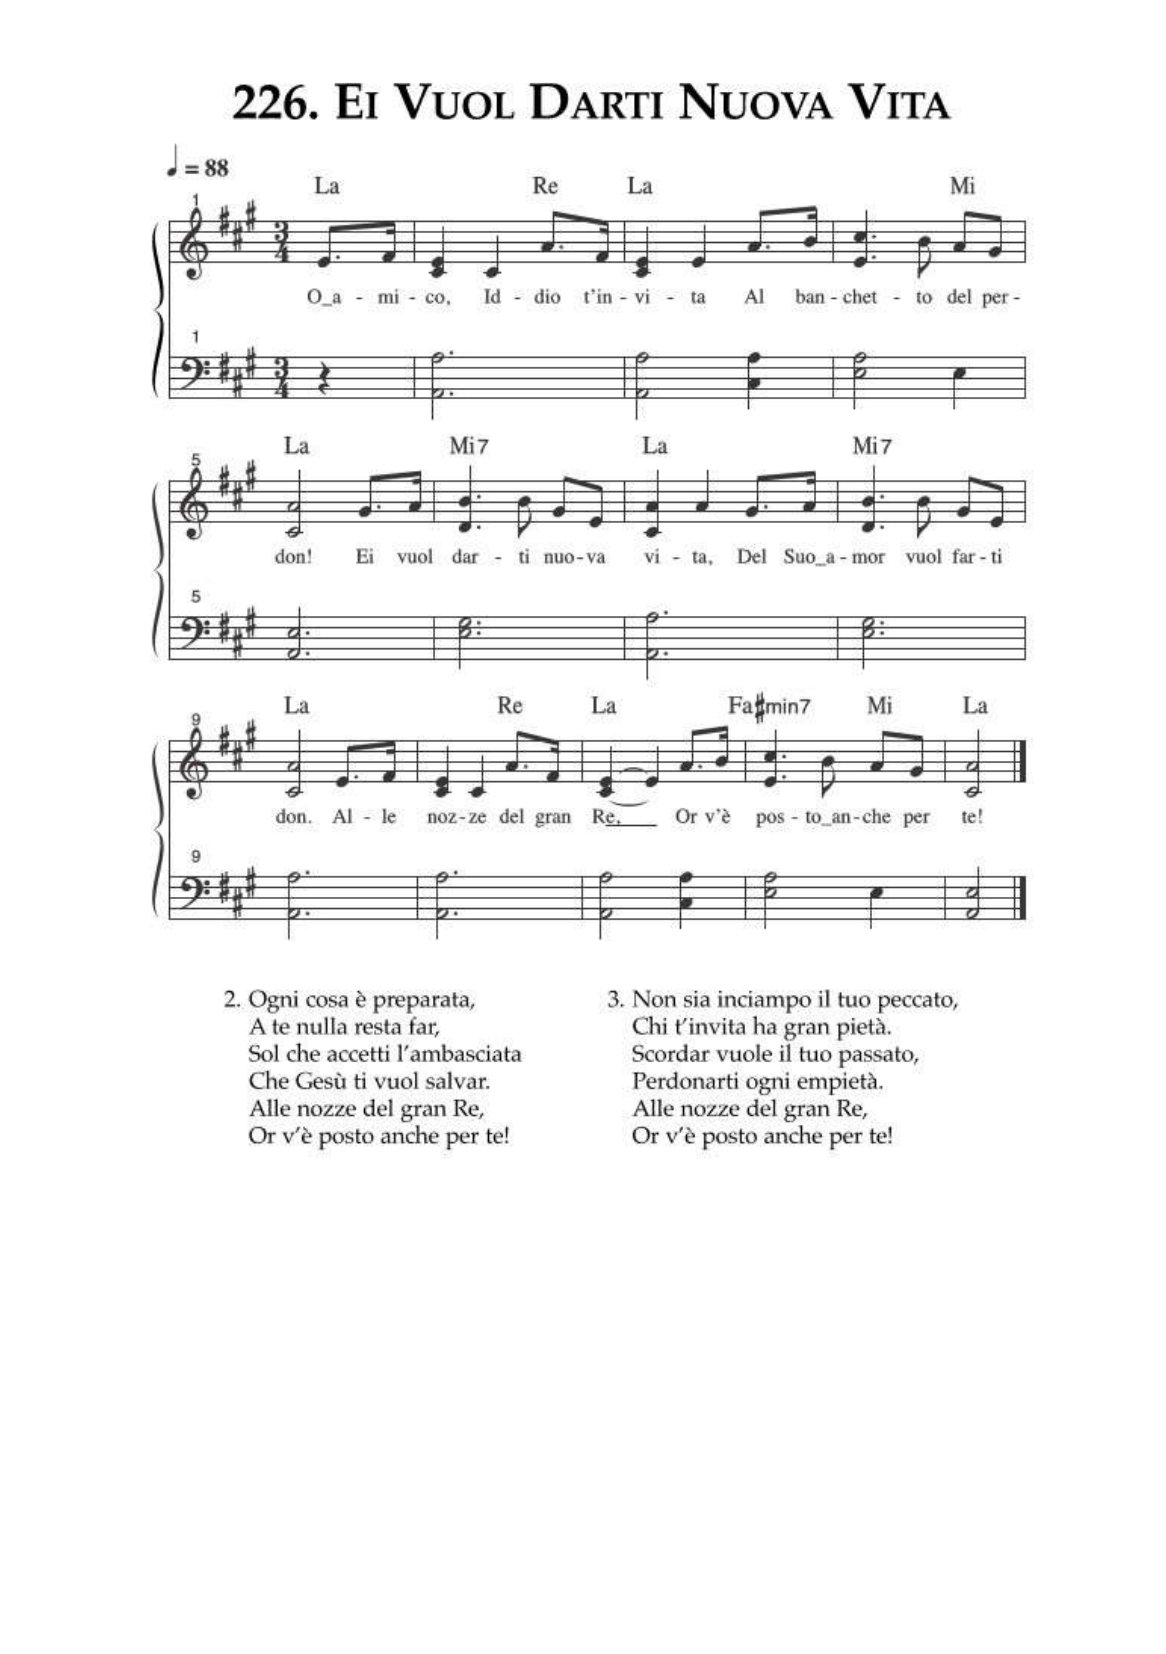 226. Ei Vuol Darti Nuova Vita
= 88
La Re La Mi
1
3 4
O_a - mi - co, Id - dio t'in - vi - ta Al ban - chet - to del per -
1
3 4
La Mi7 La Mi7
5
don! Ei vuol dar - ti nuo - va vi - ta, Del Suo_a - mor vuol far - ti
5
La Re La Fa♯min7 Mi La
9
don. Al - le noz - ze del gran Re, Or v'è pos - to_an - che per te!
9
2. Ogni cosa è preparata,
A te nulla resta far,
Sol che accetti l'ambasciata
Che Gesù ti vuol salvar.
Alle nozze del gran Re,
Or v'è posto anche per te!
3. Non sia inciampo il tuo peccato,
Chi t'invita ha gran pietà.
Scordar vuole il tuo passato,
Perdonarti ogni empietà.
Alle nozze del gran Re,
Or v'è posto anche per te!